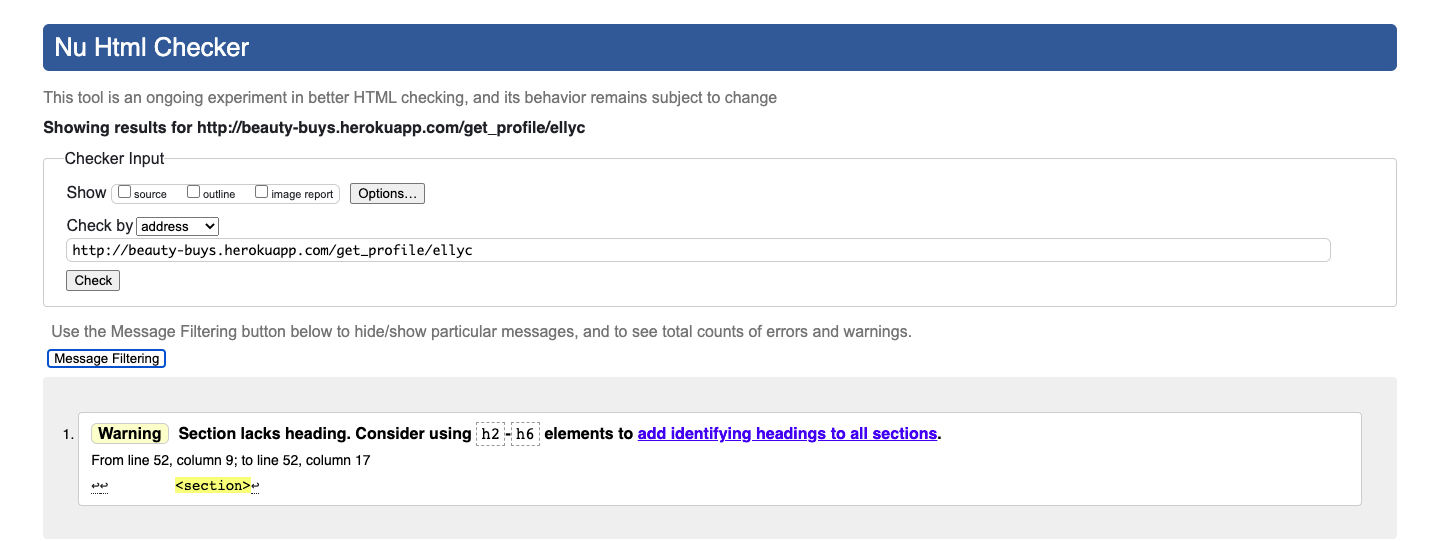 Nu Html Checker
This tool is an ongoing experiment in better HTML checking, and its behavior remains subject to change
Showing results for http://beauty-buys.herokuapp.com/get_profile/ellyc
Checker Input
Show source outline image report Options...
Check by address
http://beauty-buys.herokuapp.com/get_profile/ellyc
Check
Use the Message Filtering button below to hide/show particular messages, and to see total counts of errors and warnings.
Message Filtering
1. Warning Section lacks heading. Consider using h2-h6 elements to add identifying headings to all sections.
From line 52, column 9; to line 52, column 17
↩↩ <section>↩